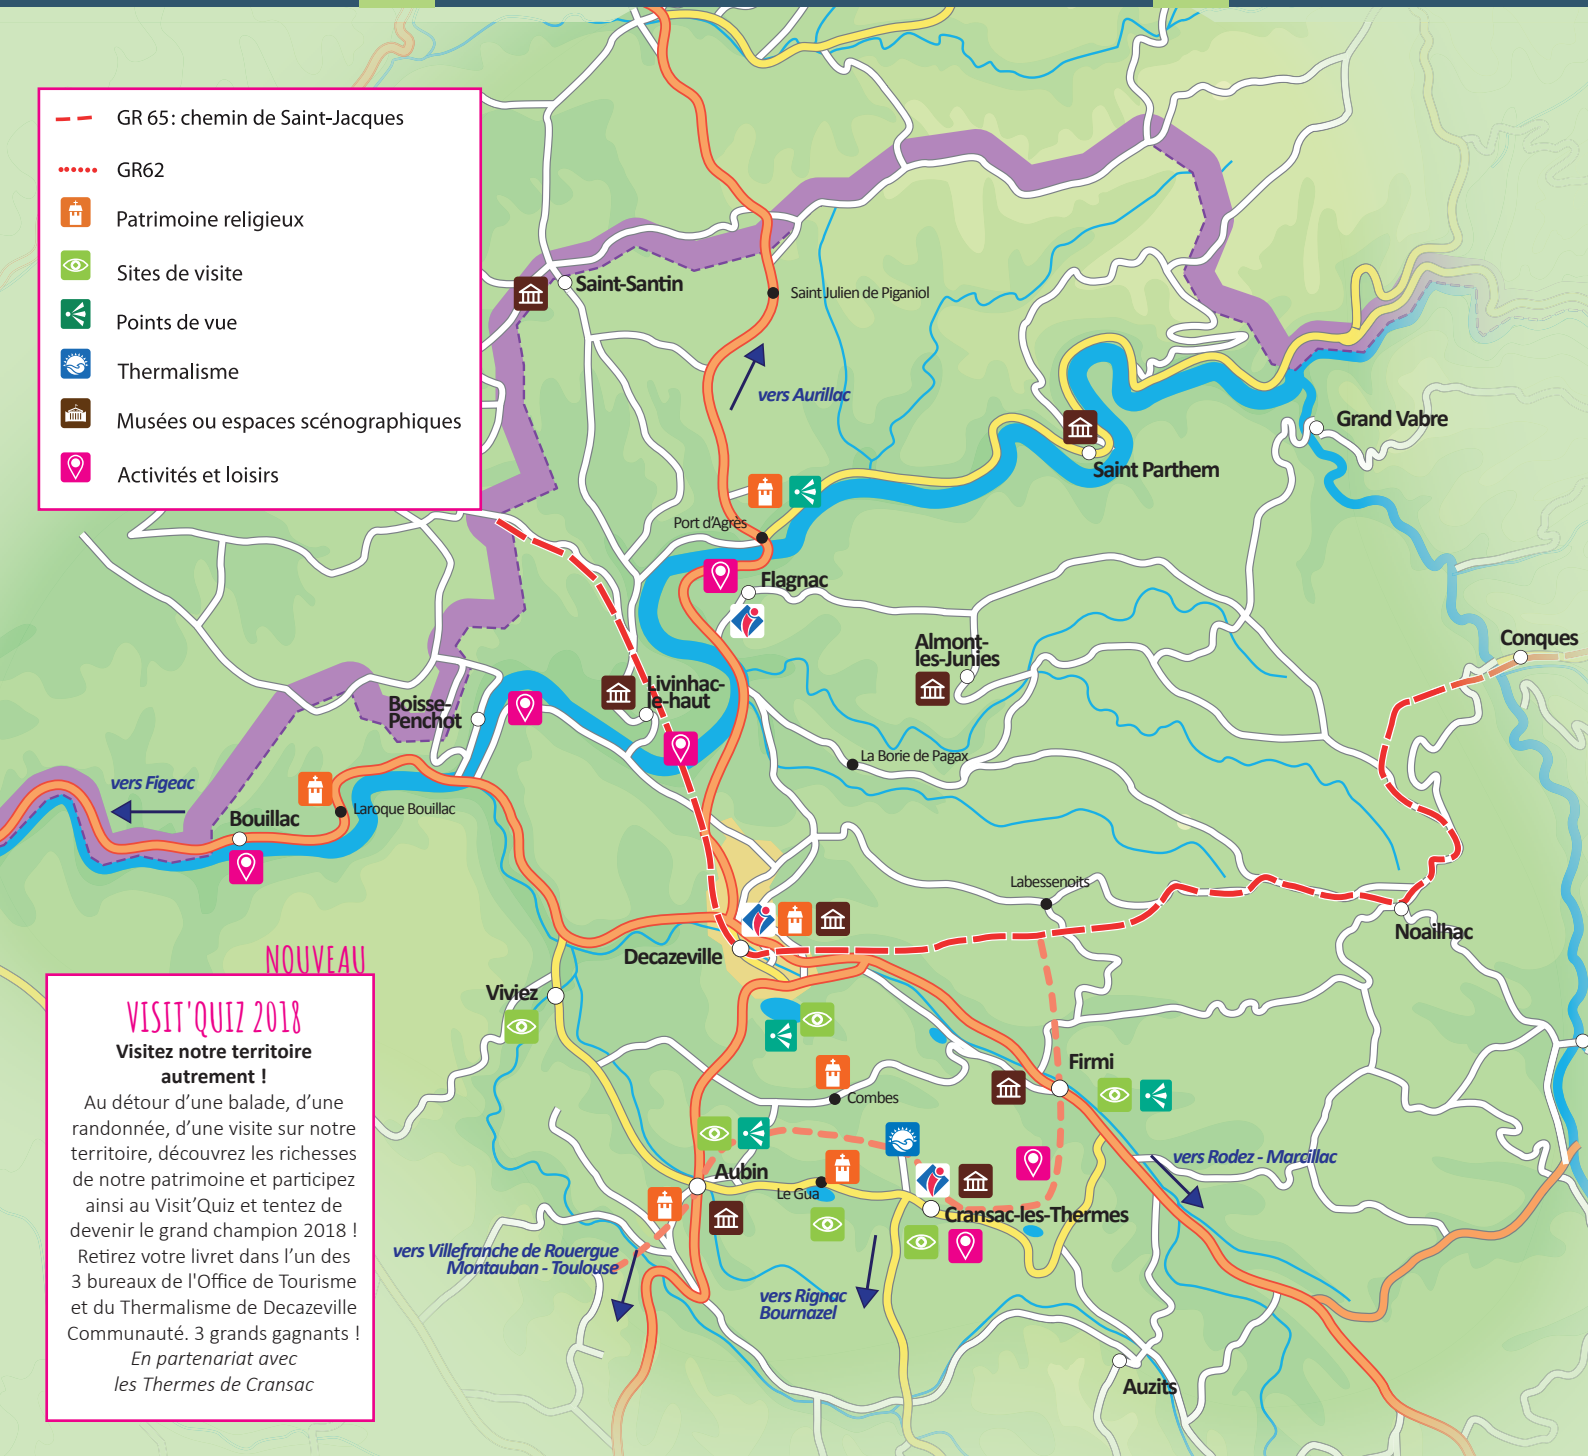 GR 65: chemin de Saint-Jacques
GR62
Patrimoine religieux
Sites de visite
Points de vue
Thermalisme
Musées ou espaces scénographiques
Activités et loisirs
Saint-Santin
Saint Julien de Piganiol
vers Aurillac
Grand Vabre
Saint Parthem
Port d'Agrès
Flagnac
Almont-
les-Junies
Conques
Livinhac-
le-haut
Boisse-
Penchot
La Borie de Pagax
vers Figeac
Bouillac
Laroque Bouillac
Labessenoits
Noailhac
Decazeville
Viviez
Firmi
Combes
vers Rodez - Marcillac
Aubin
Le Gua
Cransac-les-Thermes
vers Villefranche de Rouergue
Montauban - Toulouse
vers Rignac
Bournazel
Auzits
NOUVEAU
VISIT'QUIZ 2018
Visitez notre territoire
autrement !
Au détour d’une balade, d’une
randonnée, d’une visite sur notre
territoire, découvrez les richesses
de notre patrimoine et participez
ainsi au Visit’Quiz et tentez de
devenir le grand champion 2018 !
Retirez votre livret dans l’un des
3 bureaux de l'Office de Tourisme
et du Thermalisme de Decazeville
Communauté. 3 grands gagnants !
En partenariat avec
les Thermes de Cransac